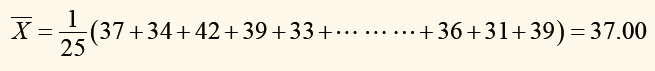 X̄ = 1/25 (37 + 34 + 42 + 39 + 33 + ⋯ ⋯ ⋯ + 36 + 31 + 39) = 37.00